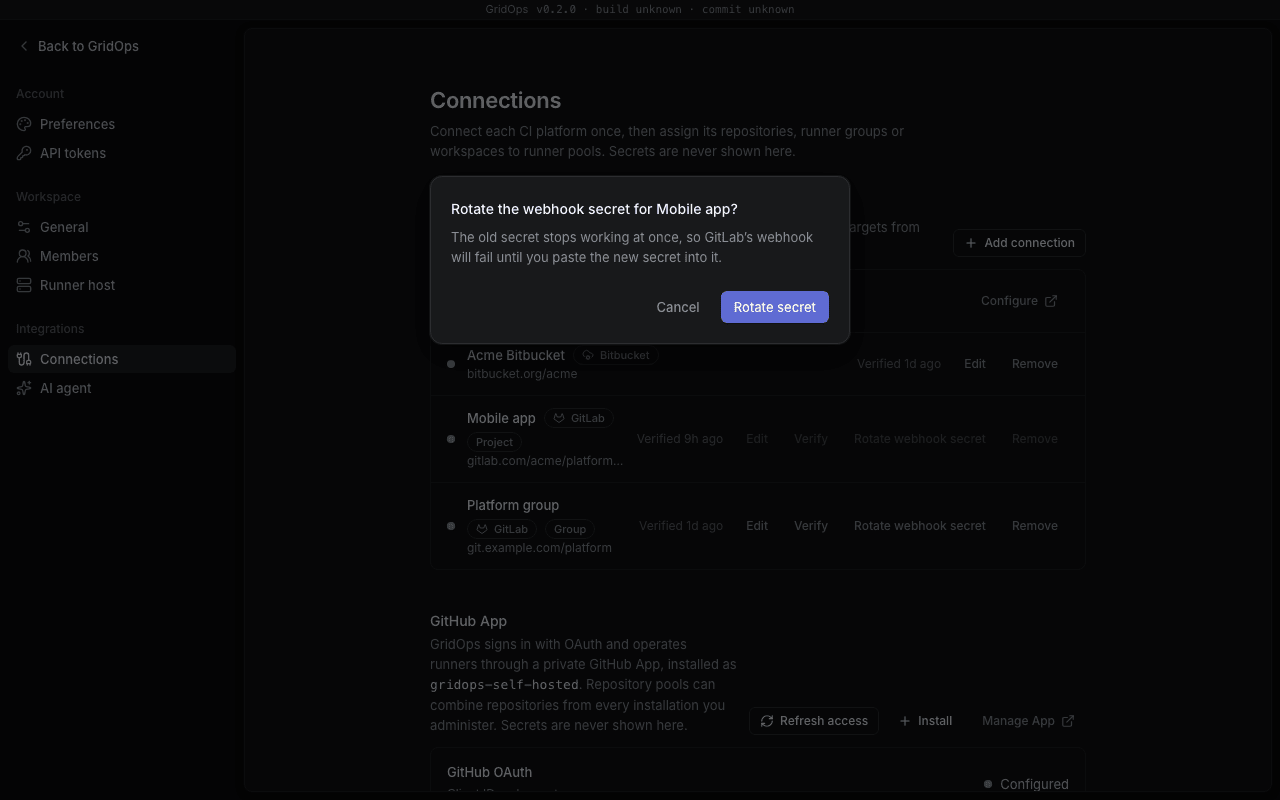 GridOps v0.2.0 · build unknown · commit unknown
Back to GridOps
Account
Preferences
API tokens
Workspace
General
Members
Runner host
Integrations
Connections
AI agent
Connections
Connect each CI platform once, then assign its repositories, runner groups or
workspaces to runner pools. Secrets are never shown here.
argets from
Add connection
Rotate the webhook secret for Mobile app?
The old secret stops working at once, so GitLab's webhook
will fail until you paste the new secret into it.
Cancel
Rotate secret
Configure
Acme Bitbucket Bitbucket
bitbucket.org/acme
Verified 1d ago Edit Remove
Mobile app GitLab
Project
gitlab.com/acme/platform...
Verified 9h ago Edit Verify Rotate webhook secret Remove
Platform group
GitLab Group
git.example.com/platform
Verified 1d ago Edit Verify Rotate webhook secret Remove
GitHub App
GridOps signs in with OAuth and operates
runners through a private GitHub App, installed as
gridops-self-hosted. Repository pools can
combine repositories from every installation you
administer. Secrets are never shown here.
Refresh access
Install
Manage App
GitHub OAuth
Configured